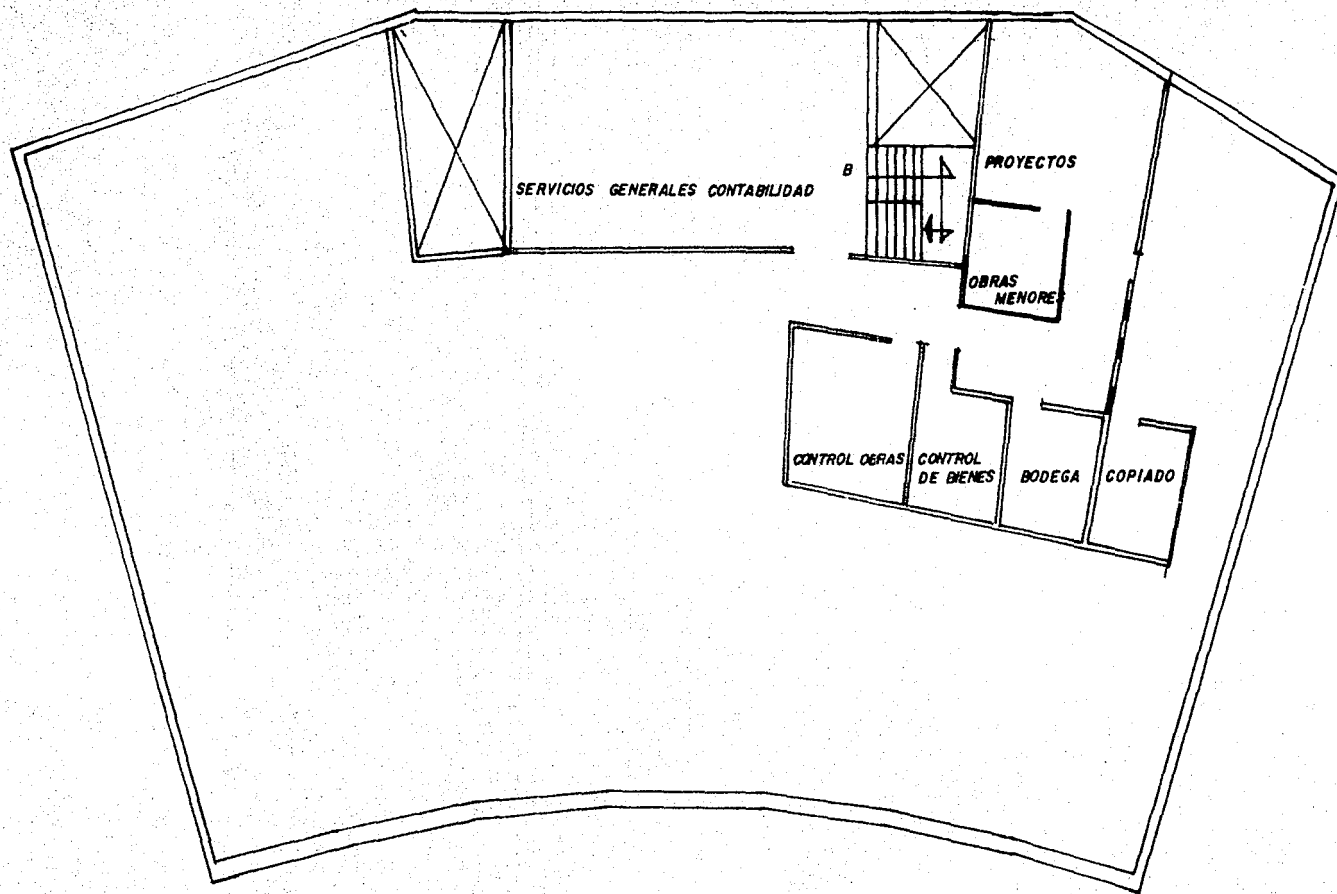 B
PROYECTOS
SERVICIOS GENERALES CONTABILIDAD
OBRAS
MENORES
CONTROL OBRAS
CONTROL
DE BIENES
BODEGA
COPIADO